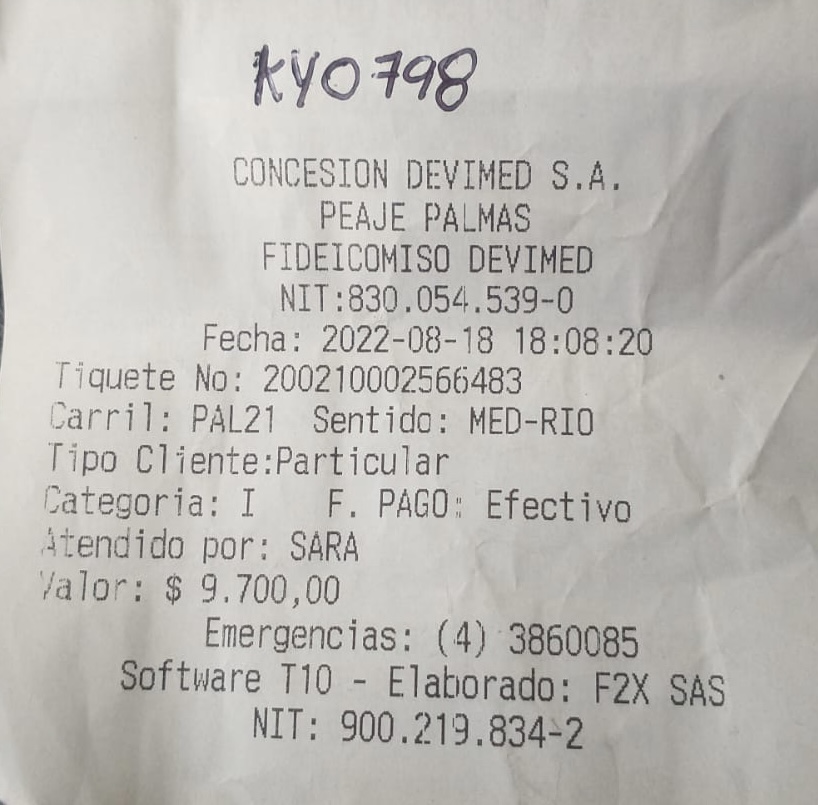 KYO798
CONCESION DEVIMED S.A.
PEAJE PALMAS
FIDEICOMISO DEVIMED
NIT:830.054.539-0
Fecha: 2022-08-18 18:08:20
Tiquete No: 200210002566483
Carril: PAL21 Sentido: MED-RIO
Tipo Cliente:Particular
Categoria: I F. PAGO: Efectivo
Atendido por: SARA
Valor: $ 9.700,00
Emergencias: (4) 3860085
Software T10 - Elaborado: F2X SAS
NIT: 900.219.834-2